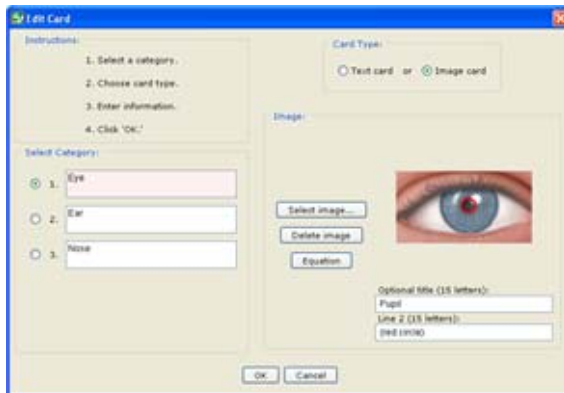 Edit Card
Instructions:
1. Select a category.
2. Choose card type.
3. Enter information.
4. Click 'OK.'
Card Type:
Text card or Image card
Select Category:
1. Eye
2. Ear
3. Nose
Image:
Select image...
Delete image
Equation
Optional title (15 letters):
Pupil
Line 2 (15 letters):
(red circle)
OK Cancel